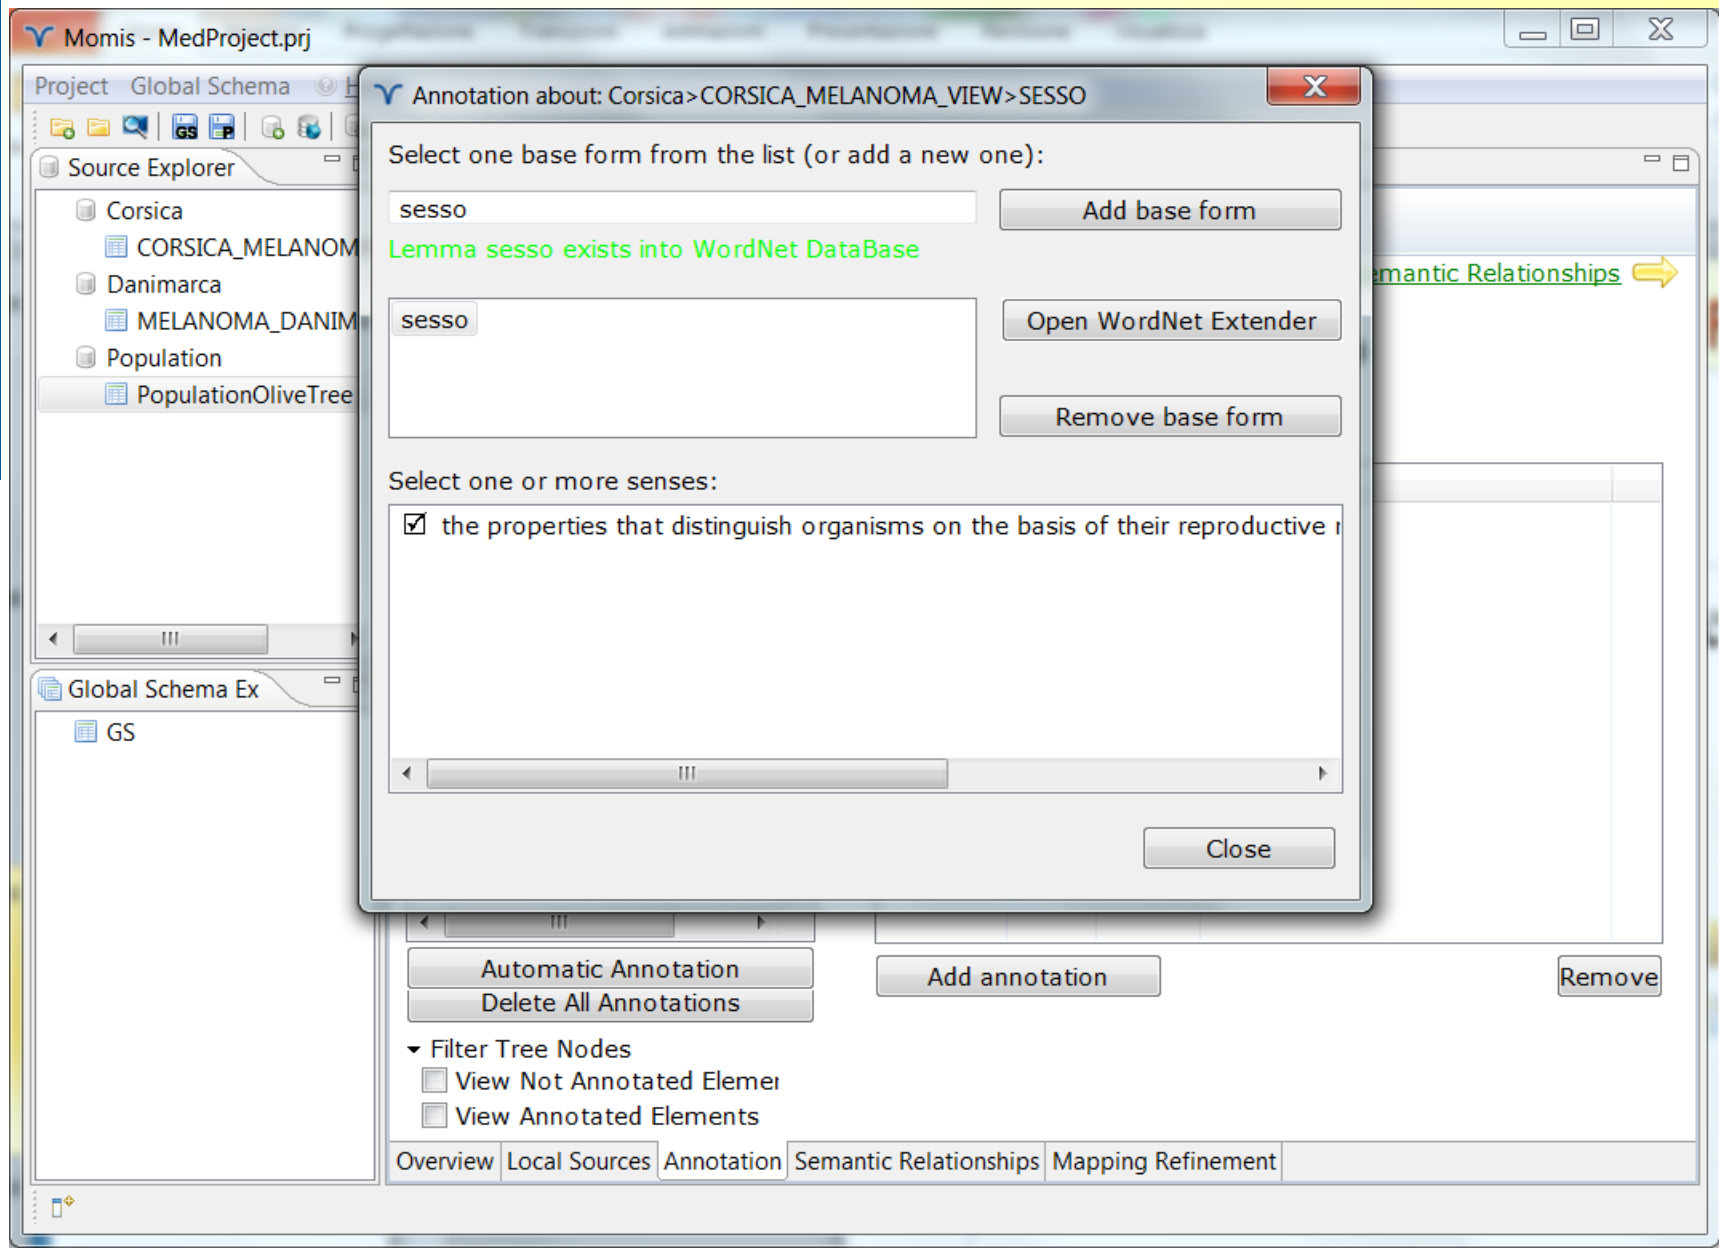 Momis - MedProject.prj
Project Global Schema H
Annotation about: Corsica>CORSICA_MELANOMA_VIEW>SESSO
X
GS P
Source Explorer
Corsica
CORSICA_MELANOM
Danimarca
MELANOMA_DANIM
Population
PopulationOliveTree
Select one base form from the list (or add a new one):
sesso
Add base form
Lemma sesso exists into WordNet DataBase
sesso
Open WordNet Extender
Remove base form
emantic Relationships
Select one or more senses:
the properties that distinguish organisms on the basis of their reproductive r
Close
Global Schema Ex
GS
Automatic Annotation
Delete All Annotations
Add annotation
Remove
Filter Tree Nodes
View Not Annotated Elemer
View Annotated Elements
Overview Local Sources Annotation Semantic Relationships Mapping Refinement